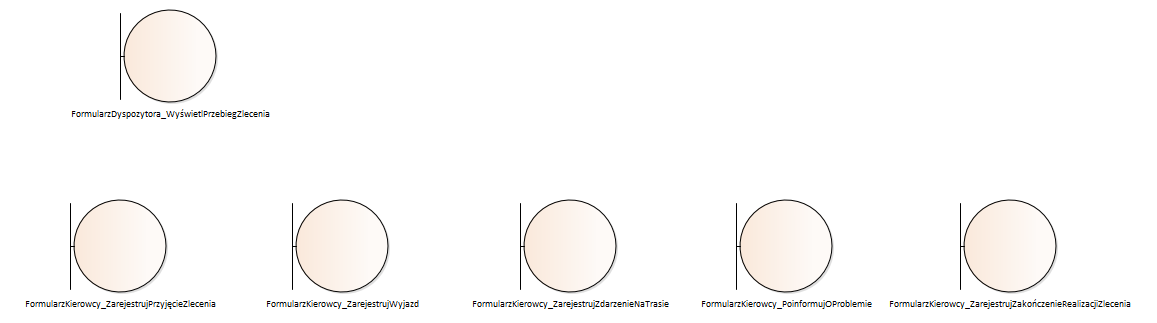 FormularzDyspozytora_WyświetlPrzebiegZlecenia
FormularzKierowcy_ZarejestrujPrzyjęcieZlecenia
FormularzKierowcy_ZarejestrujWyjazd
FormularzKierowcy_ZarejestrujZdarzenieNaTrasie
FormularzKierowcy_PoinformujOProblemie
FormularzKierowcy_ZarejestrujZakończenieRealizacjiZlecenia